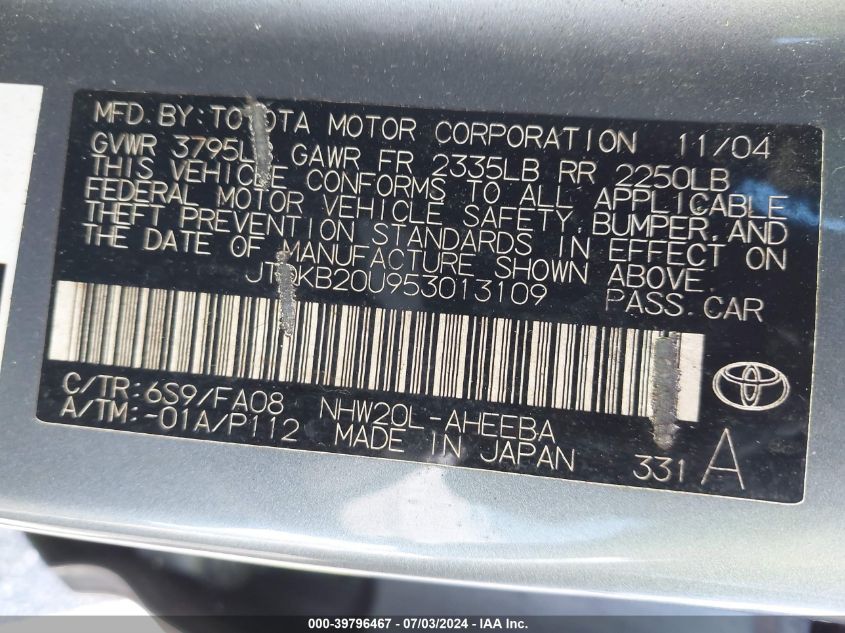 MFD. BY: TOYOTA MOTOR CORPORATION 11/04
GVWR 3795LB GAWR FR 2335LB RR 2250LB
THIS VEHICLE CONFORMS TO ALL APPLICABLE
FEDERAL MOTOR VEHICLE SAFETY, BUMPER, AND
THEFT PREVENTION STANDARDS IN EFFECT ON
THE DATE OF MANUFACTURE SHOWN ABOVE.
JTDKB20U953013109 PASS. CAR
C/TR: 6S9/FA08 NHW20L-AHEEBA
A/TM: -01A/P112 MADE IN JAPAN 331 A
000-39796467 / 07/03/2024 - IAA Inc.